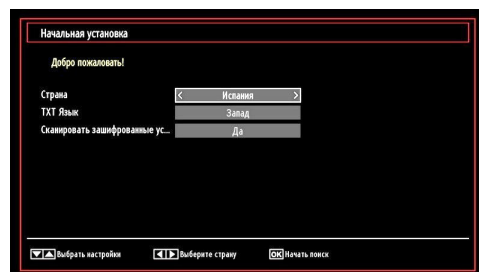 Начальная установка
Добро пожаловать!
Страна < Испания >
TXT Язык Запад
Сканировать зашифрованные ус... Да
Выбрать настройки Выберите страну OK Начать поиск